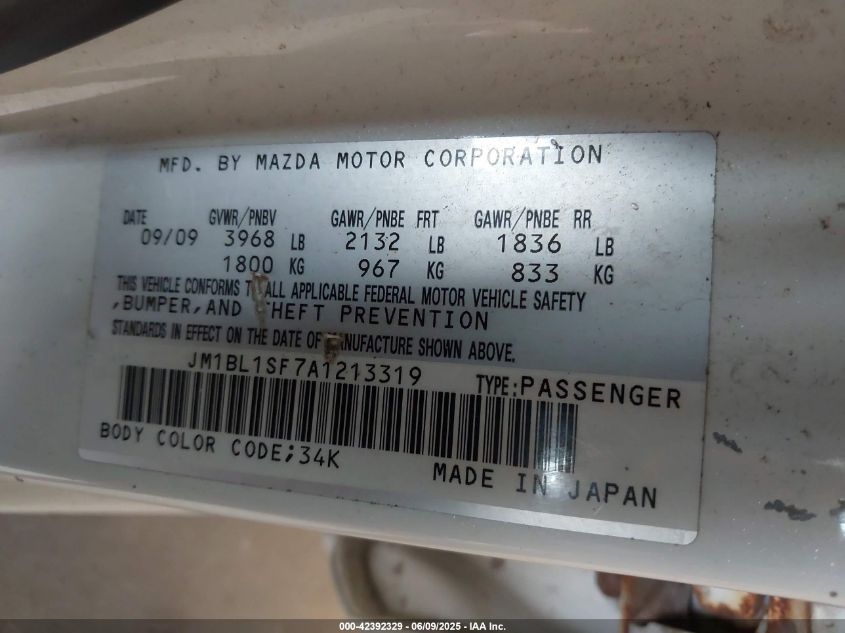 MFD. BY MAZDA MOTOR CORPORATION
DATE GVWR/PNBV GAWR/PNBE FRT GAWR/PNBE RR
09/09 3968 LB 2132 LB 1836 LB
1800 KG 967 KG 833 KG
THIS VEHICLE CONFORMS TO ALL APPLICABLE FEDERAL MOTOR VEHICLE SAFETY
,BUMPER,AND THEFT PREVENTION
STANDARDS IN EFFECT ON THE DATE OF MANUFACTURE SHOWN ABOVE.
JM1BL1SF7A1213319 TYPE:PASSENGER
BODY COLOR CODE;34K
MADE IN JAPAN
000-42392329 - 06/09/2025 - IAA Inc.